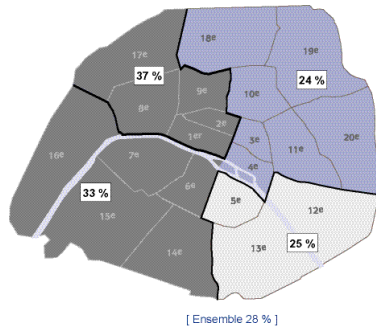 18e
19e
17e
37 %
24 %
9e
10e
8e
2e
1er
3e
11e
20e
16e
7e
4e
33 %
6e
5e
12e
15e
13e
25 %
14e
[ Ensemble 28 % ]